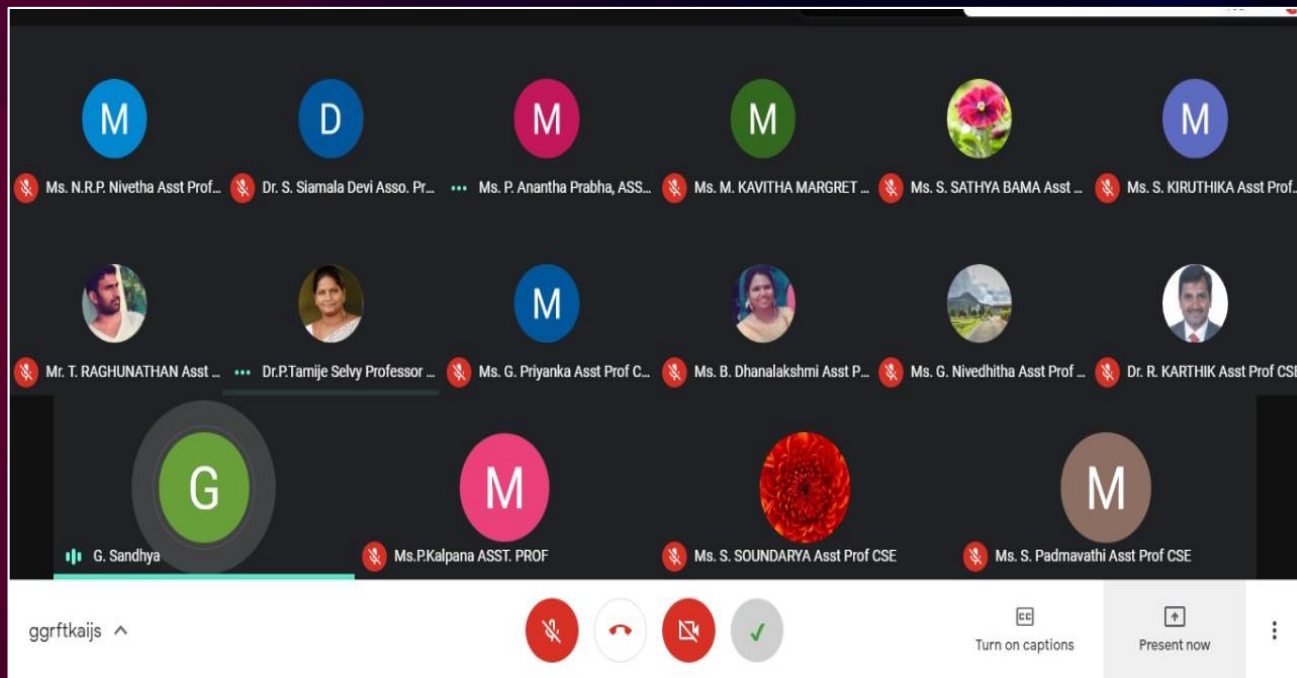 M D M M M
Ms. N.R.P. Nivetha Asst Prof... Dr. S. Siamala Devi Asso. Pr... Ms. P. Anantha Prabha, ASS... Ms. M. KAVITHA MARGRET ... Ms. S. SATHYA BAMA Asst ... Ms. S. KIRUTHIKA Asst Prof...
M
Mr. T. RAGHUNATHAN Asst ... Dr.P.Tamije Selvy Professor ... Ms. G. Priyanka Asst Prof C... Ms. B. Dhanalakshmi Asst P... Ms. G. Nivedhitha Asst Prof ... Dr. R. KARTHIK Asst Prof CSE
G M M
G. Sandhya Ms.P.Kalpana ASST. PROF Ms. S. SOUNDARYA Asst Prof CSE Ms. S. Padmavathi Asst Prof CSE
ggrftkaijs CC
Turn on captions Present now